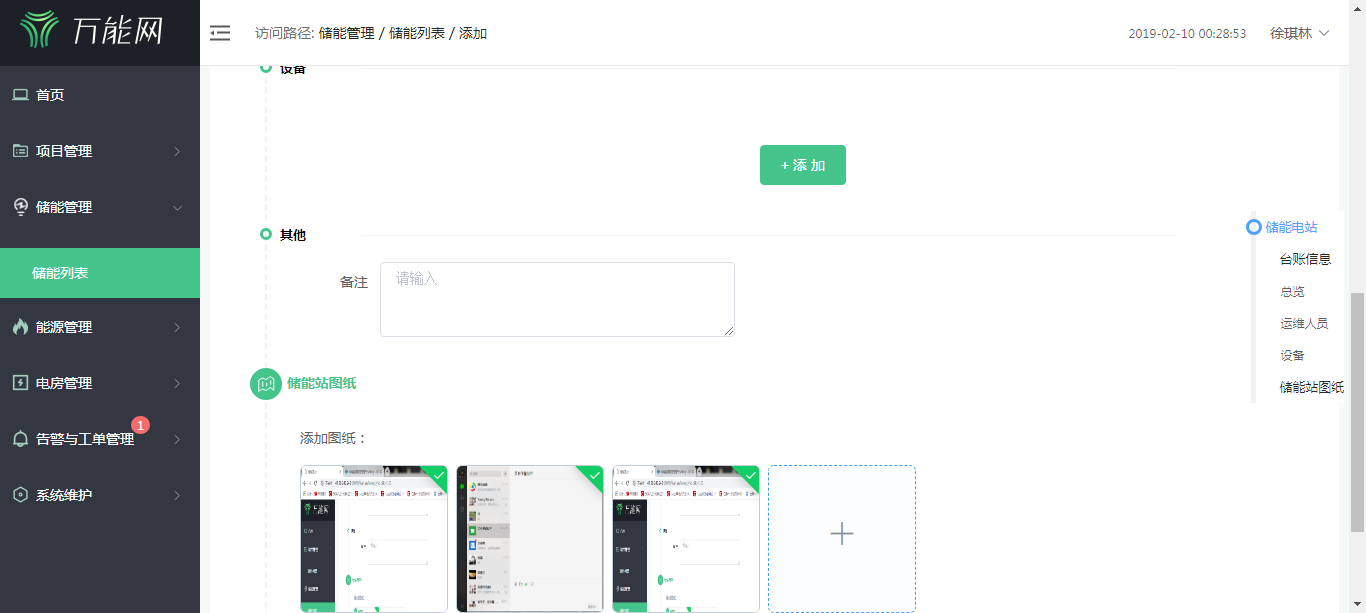 万能网
访问路径: 储能管理 / 储能列表 / 添加
2019-02-10 00:28:53
徐琪林
首页
项目管理
储能管理
储能列表
能源管理
电房管理
告警与工单管理
1
系统维护
设备
+ 添 加
其他
备注
请输入
储能站图纸
添加图纸：
储能电站
台账信息
总览
运维人员
设备
储能站图纸